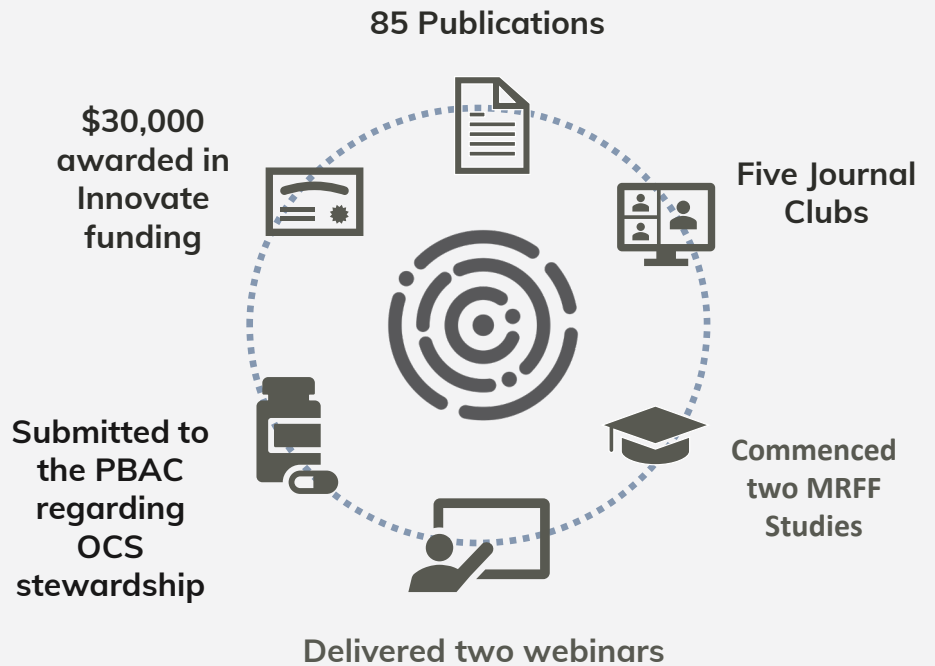 85 Publications
Five Journal
Clubs
Commenced
two MRFF
Studies
Delivered two webinars
Submitted to
the PBAC
regarding
OCS
stewardship
$30,000
awarded in
Innovate
funding